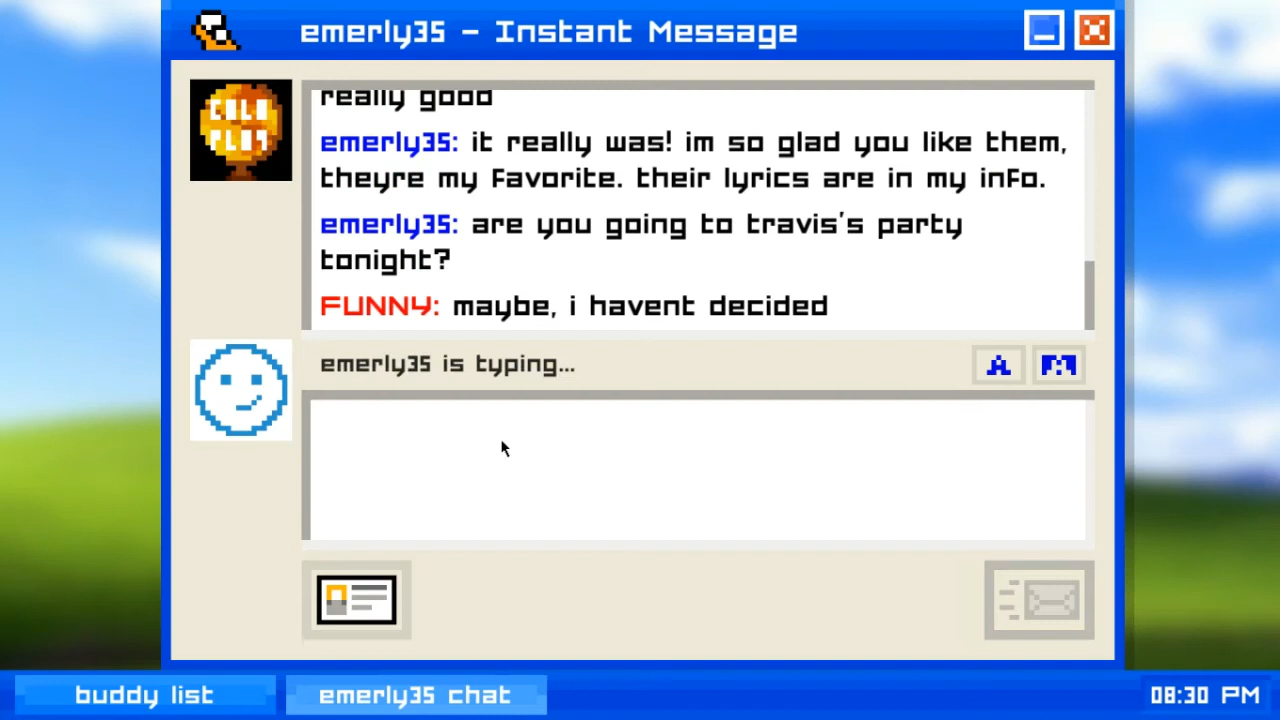 emerly35 - Instant Message
COLD
PLAY
really good
emerly35: it really was! im so glad you like them,
theyre my favorite. their lyrics are in my info.
emerly35: are you going to travis's party
tonight?
FUNNY: maybe, i havent decided
emerly35 is typing...
A
buddy list
emerly35 chat
08:30 PM